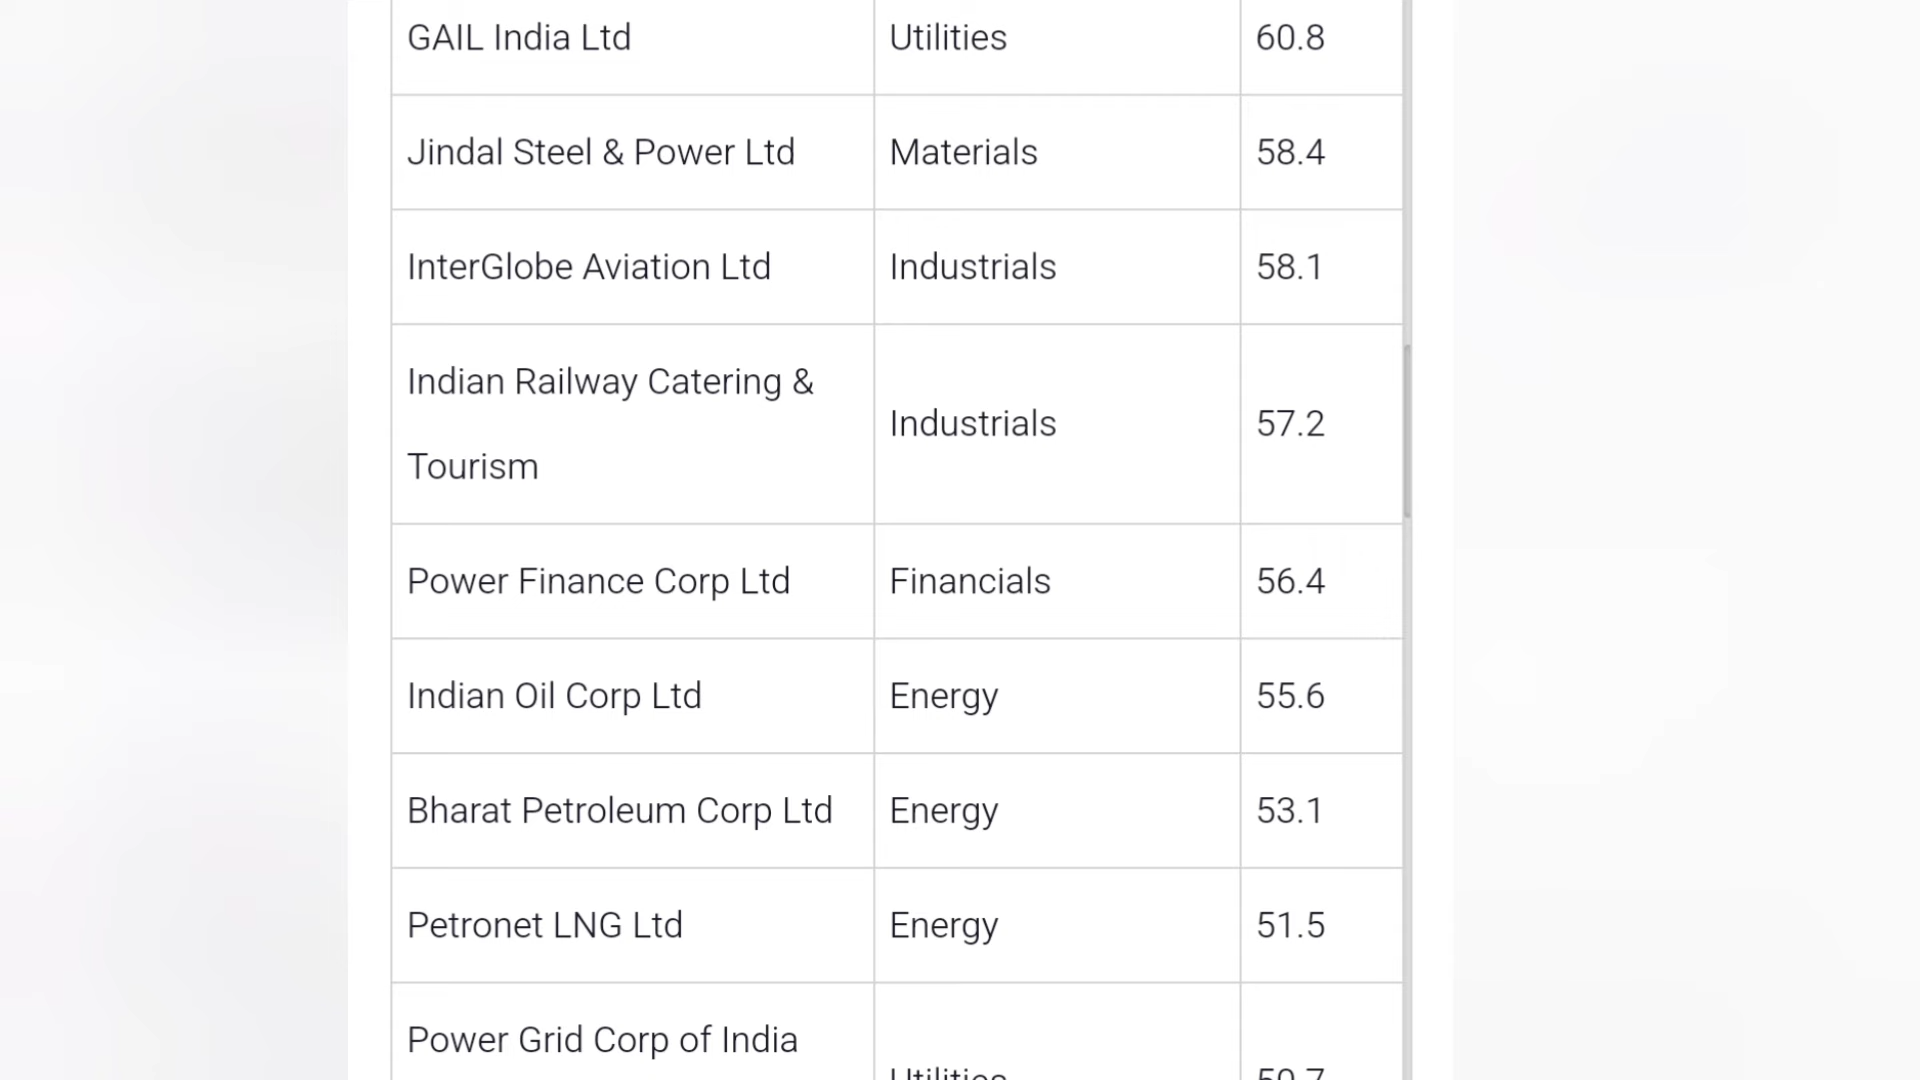 GAIL India Ltd Utilities 60.8
Jindal Steel & Power Ltd Materials 58.4
InterGlobe Aviation Ltd Industrials 58.1
Indian Railway Catering &
Tourism
Industrials 57.2
Power Finance Corp Ltd Financials 56.4
Indian Oil Corp Ltd Energy 55.6
Bharat Petroleum Corp Ltd Energy 53.1
Petronet LNG Ltd Energy 51.5
Power Grid Corp of India
Utilities